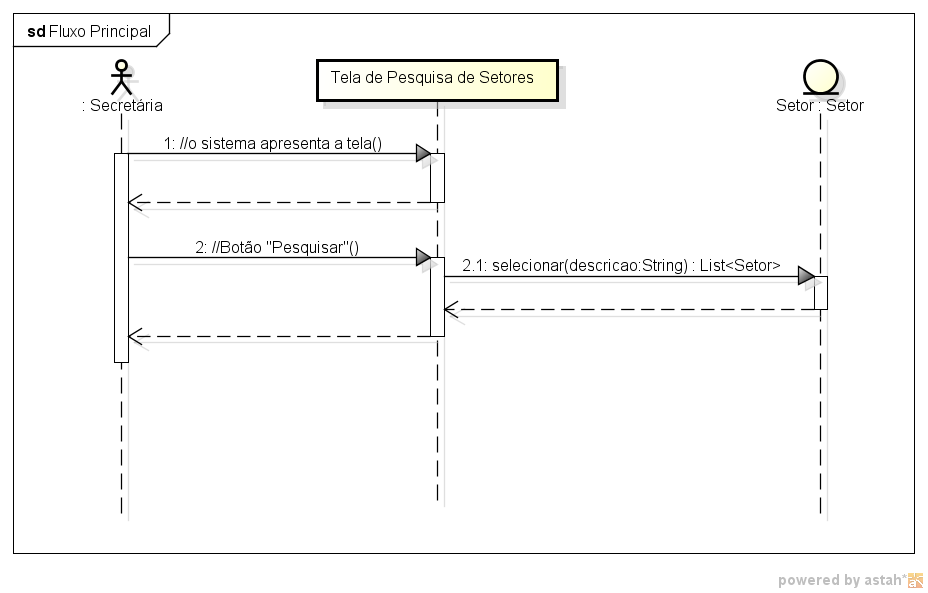 sd Fluxo Principal
Tela de Pesquisa de Setores
: Secretária
Setor : Setor
1: //o sistema apresenta a tela()
2: //Botão "Pesquisar"()
2.1: selecionar(descricao:String) : List<Setor>
powered by astah*